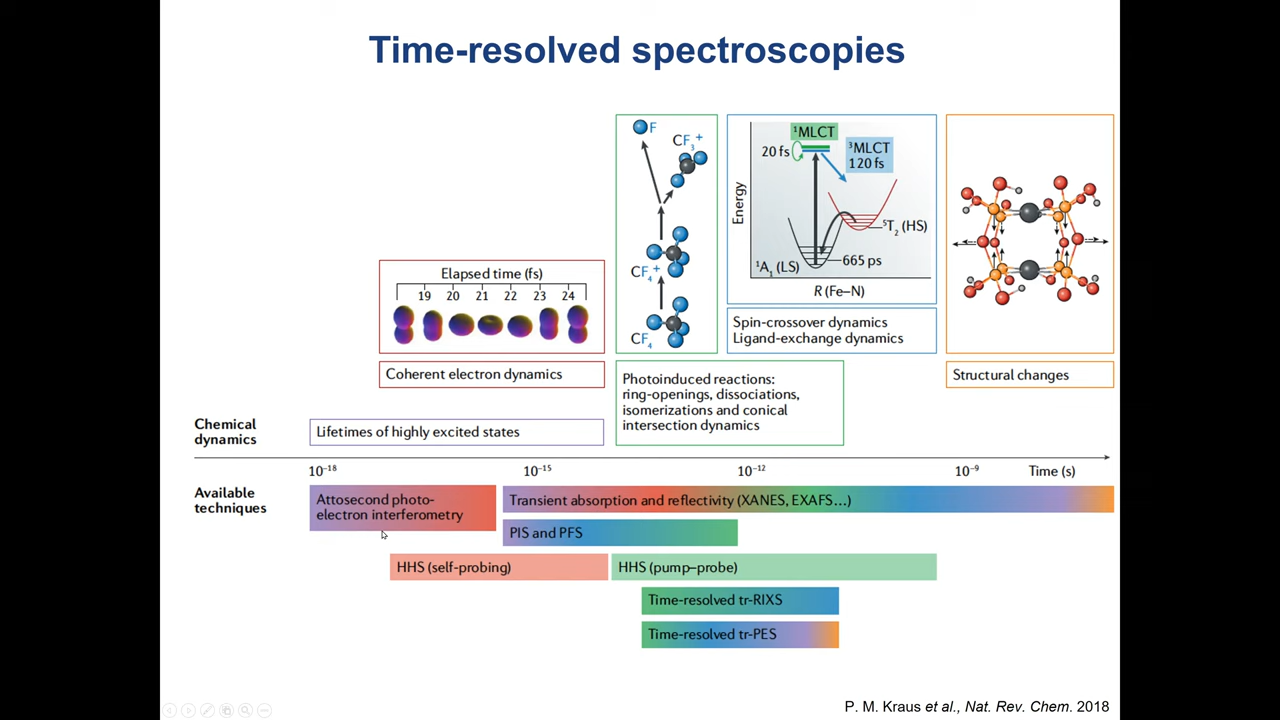 Time-resolved spectroscopies
Elapsed time (fs)
19 20 21 22 23 24
Coherent electron dynamics
F
CF₃⁺
CF₄⁺
CF₄
Photoinduced reactions:
ring-openings, dissociations,
isomerizations and conical
intersection dynamics
¹MLCT
20 fs
³MLCT
120 fs
Energy
⁵T₂ (HS)
¹A₁ (LS)
665 ps
R (Fe–N)
Spin-crossover dynamics
Ligand-exchange dynamics
Structural changes
Chemical
dynamics
Lifetimes of highly excited states
10⁻¹⁸ 10⁻¹⁵ 10⁻¹² 10⁻⁹ Time (s)
Available
techniques
Attosecond photo-
electron interferometry
Transient absorption and reflectivity (XANES, EXAFS...)
PIS and PFS
HHS (self-probing)
HHS (pump–probe)
Time-resolved tr-RIXS
Time-resolved tr-PES
P. M. Kraus et al., Nat. Rev. Chem. 2018